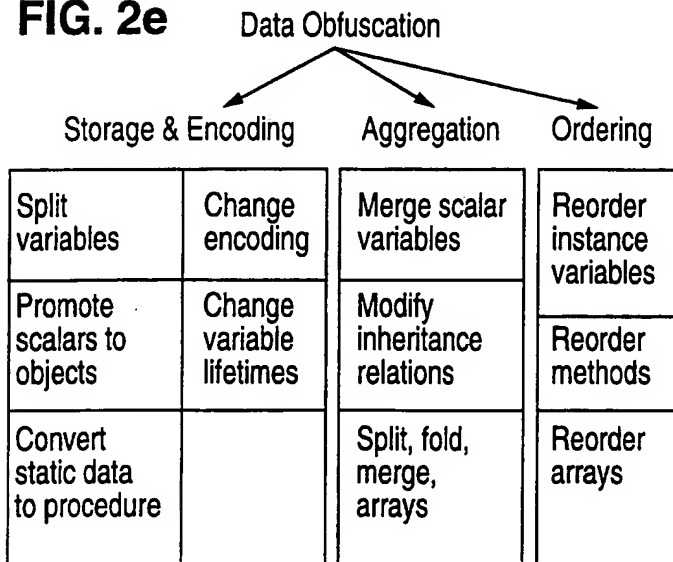 FIG. 2e
Data Obfuscation
Storage & Encoding
Aggregation
Ordering
Split
variables
Change
encoding
Merge scalar
variables
Reorder
instance
variables
Promote
scalars to
objects
Change
variable
lifetimes
Modify
inheritance
relations
Reorder
methods
Convert
static data
to procedure
Split, fold,
merge,
arrays
Reorder
arrays